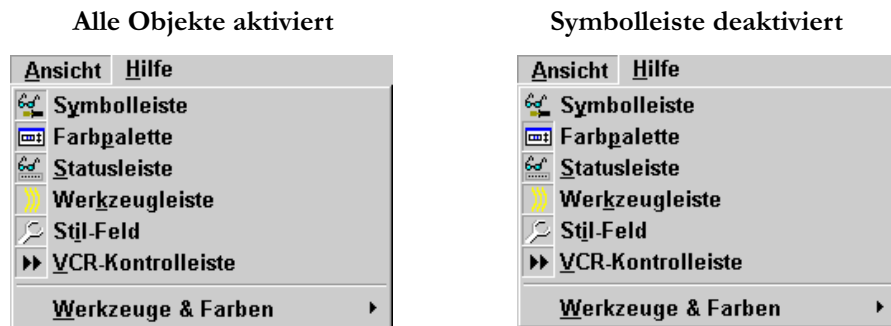 Alle Objekte aktiviert
Ansicht Hilfe
Symbolleiste
Farbpalette
Statusleiste
Werkzeugleiste
Stil-Feld
VCR-Kontrolleiste
Werkzeuge & Farben
Symbolleiste deaktiviert
Ansicht Hilfe
Symbolleiste
Farbpalette
Statusleiste
Werkzeugleiste
Stil-Feld
VCR-Kontrolleiste
Werkzeuge & Farben